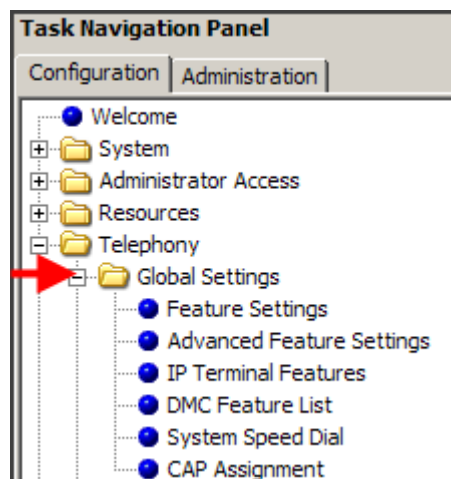 Task Navigation Panel
Configuration Administration
Welcome
System
Administrator Access
Resources
Telephony
Global Settings
Feature Settings
Advanced Feature Settings
IP Terminal Features
DMC Feature List
System Speed Dial
CAP Assignment